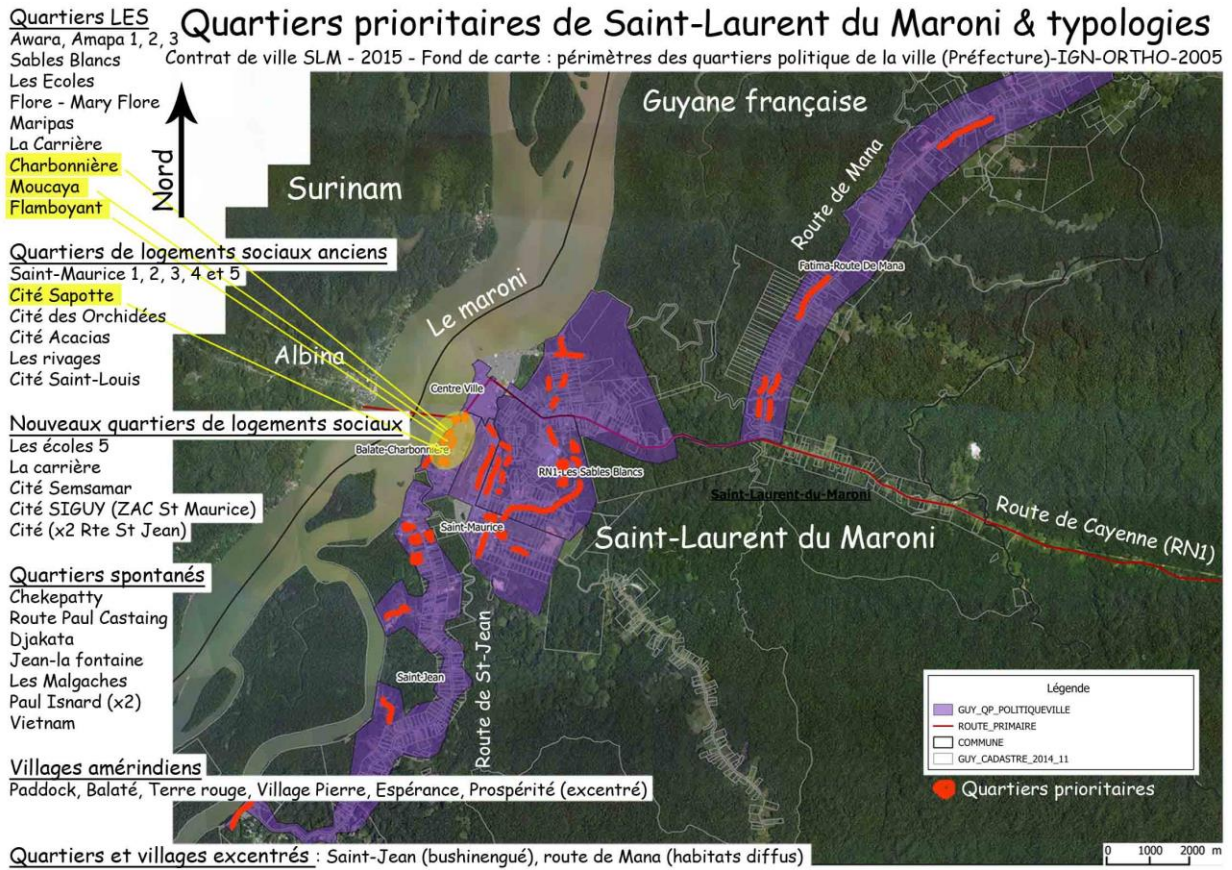 Quartiers prioritaires de Saint-Laurent du Maroni & typologies
Contrat de ville SLM - 2015 - Fond de carte : périmètres des quartiers politique de la ville (Préfecture)-IGN-ORTHO-2005
Quartiers LES
Awara, Amapa 1, 2, 3
Sables Blancs
Les Ecoles
Flore - Mary Flore
Maripas
La Carrière
Charbonnière
Moucaya
Flamboyant
Quartiers de logements sociaux anciens
Saint-Maurice 1, 2, 3, 4 et 5
Cité Sapotte
Cité des Orchidées
Cité Acacias
Les rivages
Cité Saint-Louis
Nouveaux quartiers de logements sociaux
Les écoles 5
La carrière
Cité Semsamar
Cité SIGUY (ZAC St Maurice)
Cité (x2 Rte St Jean)
Quartiers spontanés
Chekepatty
Route Paul Castaing
Djakata
Jean-la fontaine
Les Malgaches
Paul Isnard (x2)
Vietnam
Villages amérindiens
Paddock, Balaté, Terre rouge, Village Pierre, Espérance, Prospérité (excentré)
Quartiers et villages excentrés : Saint-Jean (bushinengué), route de Mana (habitats diffus)
Nord
Surinam
Guyane française
Route de Mana
Fatima-Route De Mana
Le maroni
Albina
Centre Ville
Balate-Charbonnière
RN1-Les Sables Blancs
Saint-Laurent-du-Maroni
Saint-Maurice
Saint-Laurent du Maroni
Route de Cayenne (RN1)
Saint-Jean
Route de St-Jean
Légende
GUY_QP_POLITIQUEVILLE
ROUTE_PRIMAIRE
COMMUNE
GUY_CADASTRE_2014_11
Quartiers prioritaires
0 1000 2000 m